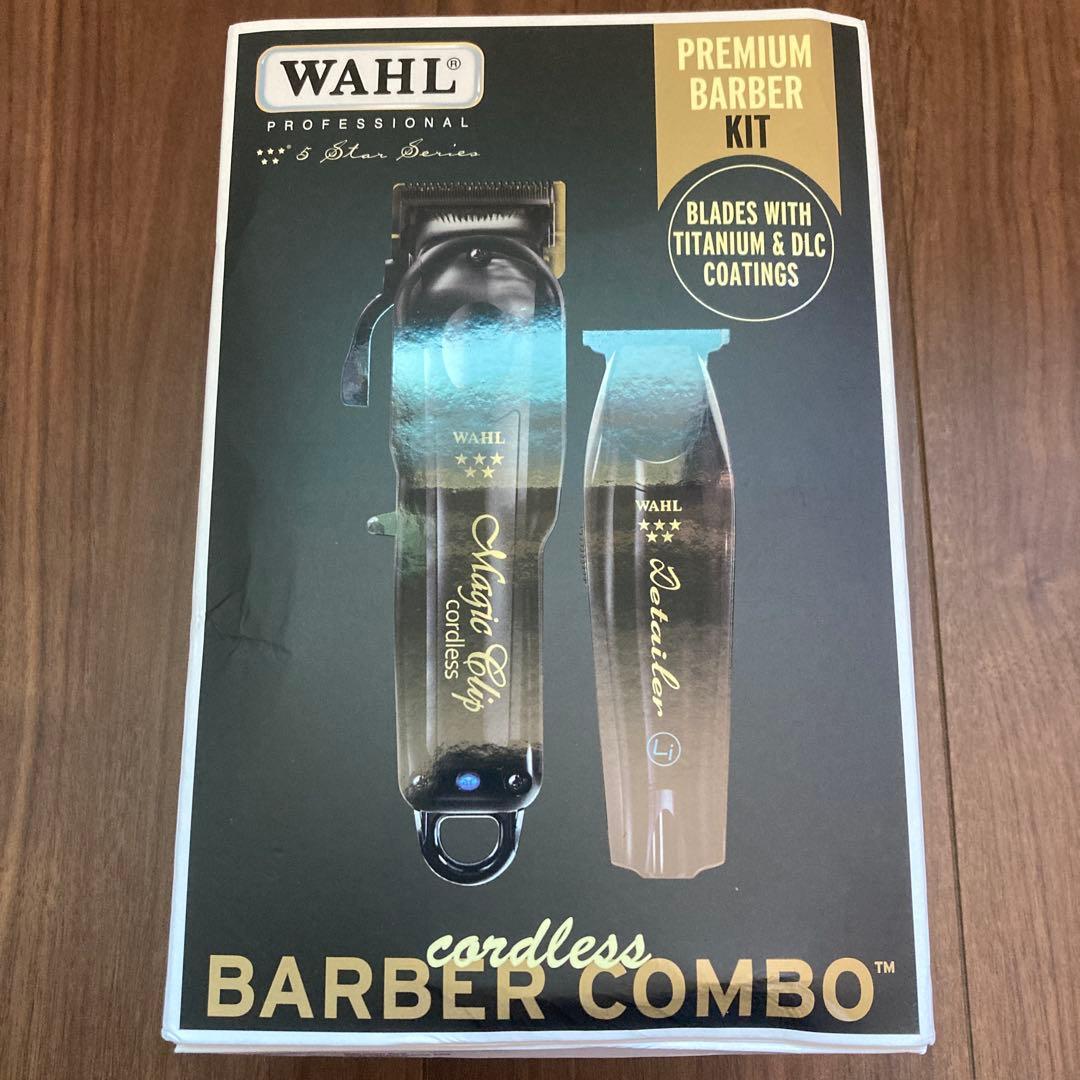 WAHL®
PROFESSIONAL
5 Star Series
PREMIUM
BARBER
KIT
BLADES WITH
TITANIUM & DLC
COATINGS
WAHL
Magic Clip
cordless
WAHL
Detailer
Li
cordless
BARBER COMBO™